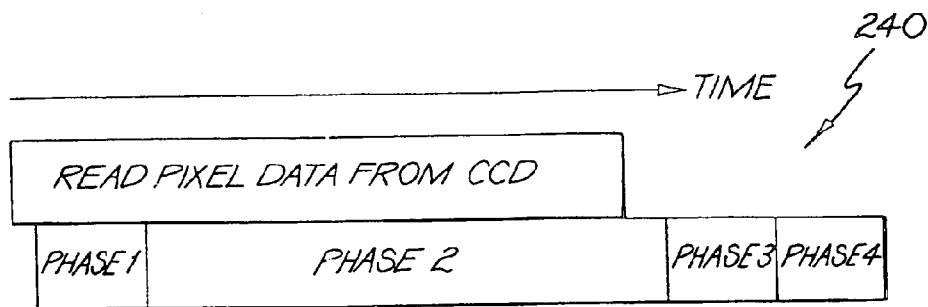 240
TIME
READ PIXEL DATA FROM CCD
PHASE 1 PHASE 2 PHASE 3 PHASE 4